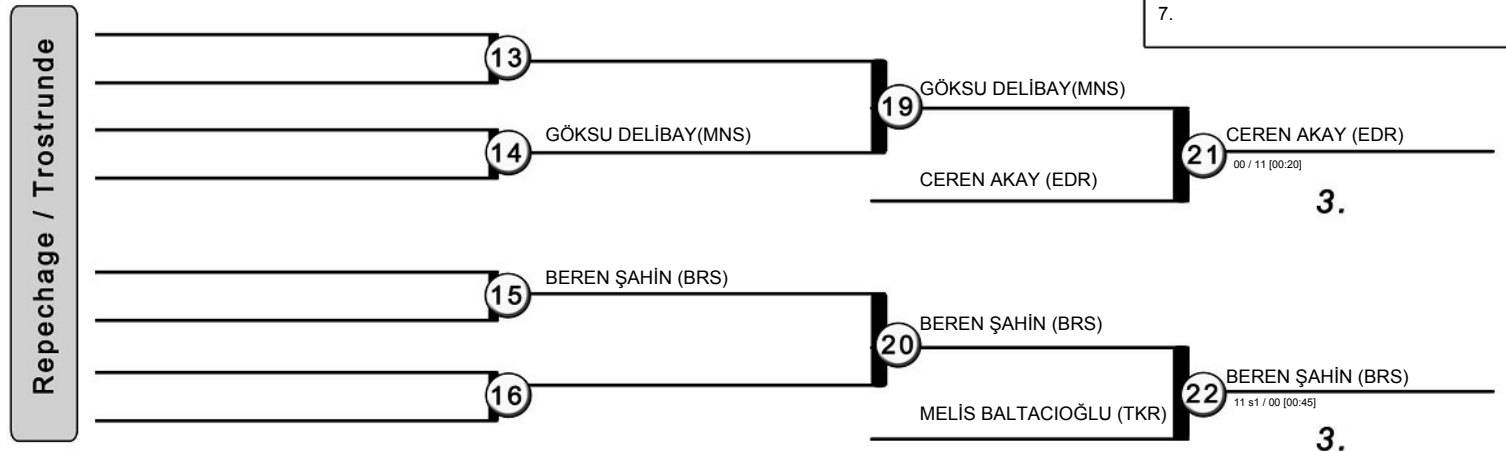 7.
Repechage / Trostrunde
13
GÖKSU DELİBAY(MNS)
19
GÖKSU DELİBAY(MNS)
14
CEREN AKAY (EDR)
21
CEREN AKAY (EDR)
00 / 11 [00:20]
3.
BEREN ŞAHİN (BRS)
15
BEREN ŞAHİN (BRS)
20
16
MELİS BALTACIOĞLU (TKR)
22
BEREN ŞAHİN (BRS)
11 s1 / 00 [00:45]
3.